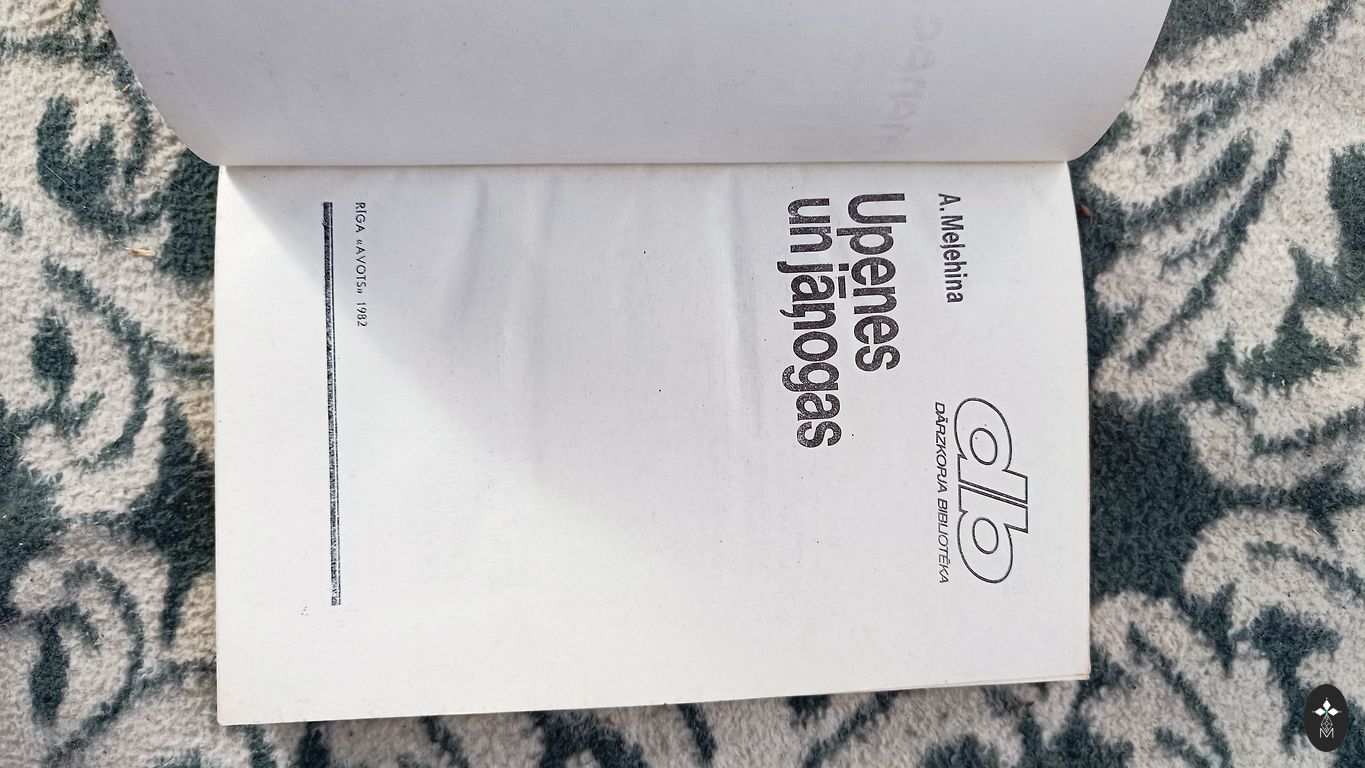 A. Meļehina
db
DĀRZKOPJA BIBLIOTĒKA
Upenes
un jāņogas
RĪGA «AVOTS» 1982
M